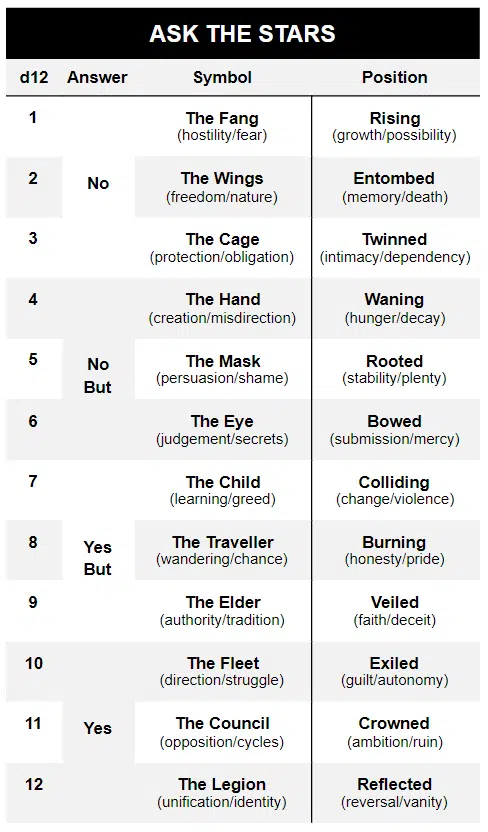 ASK THE STARS
d12 Answer Symbol Position
1 The Fang Rising
(hostility/fear) (growth/possibility)
2 No The Wings Entombed
(freedom/nature) (memory/death)
3 The Cage Twinned
(protection/obligation) (intimacy/dependency)
4 The Hand Waning
(creation/misdirection) (hunger/decay)
5 No But The Mask Rooted
(persuasion/shame) (stability/plenty)
6 The Eye Bowed
(judgement/secrets) (submission/mercy)
7 The Child Colliding
(learning/greed) (change/violence)
8 Yes But The Traveller Burning
(wandering/chance) (honesty/pride)
9 The Elder Veiled
(authority/tradition) (faith/deceit)
10 The Fleet Exiled
(direction/struggle) (guilt/autonomy)
11 Yes The Council Crowned
(opposition/cycles) (ambition/ruin)
12 The Legion Reflected
(unification/identity) (reversal/vanity)